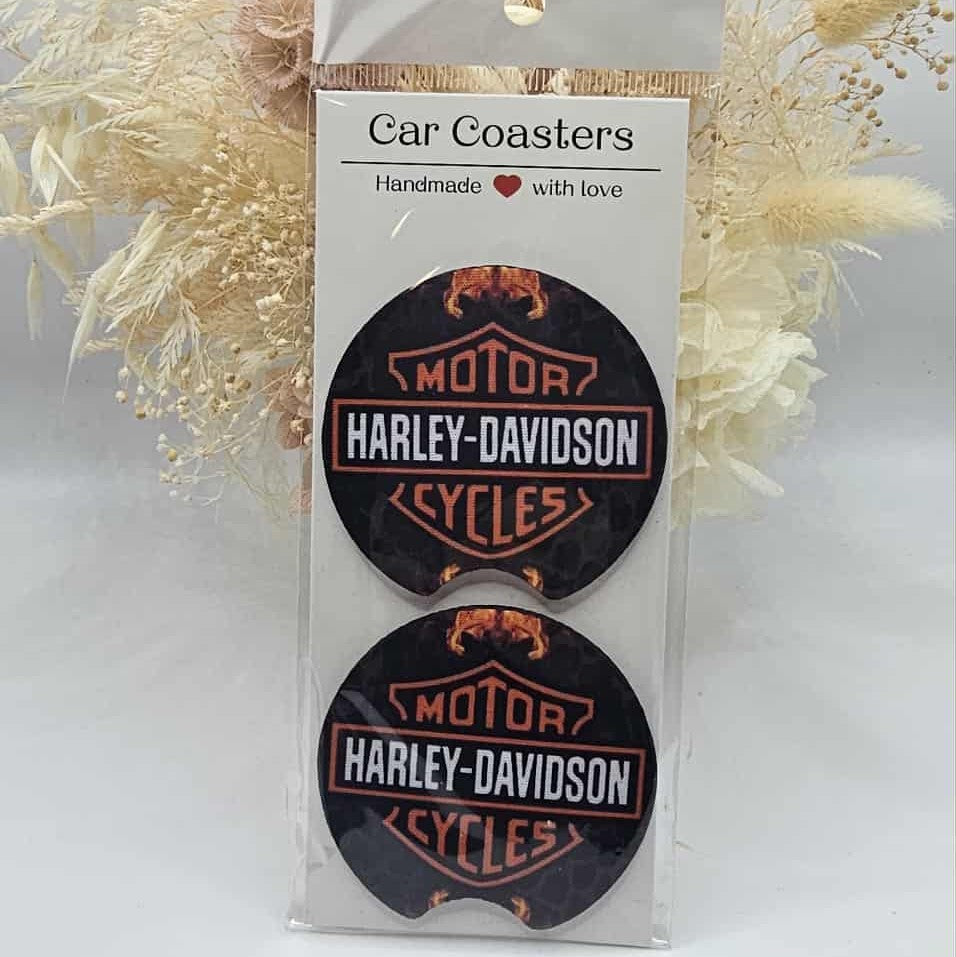 Car Coasters
Handmade ❤ with love
MOTOR
HARLEY-DAVIDSON
CYCLES
MOTOR
HARLEY-DAVIDSON
CYCLES